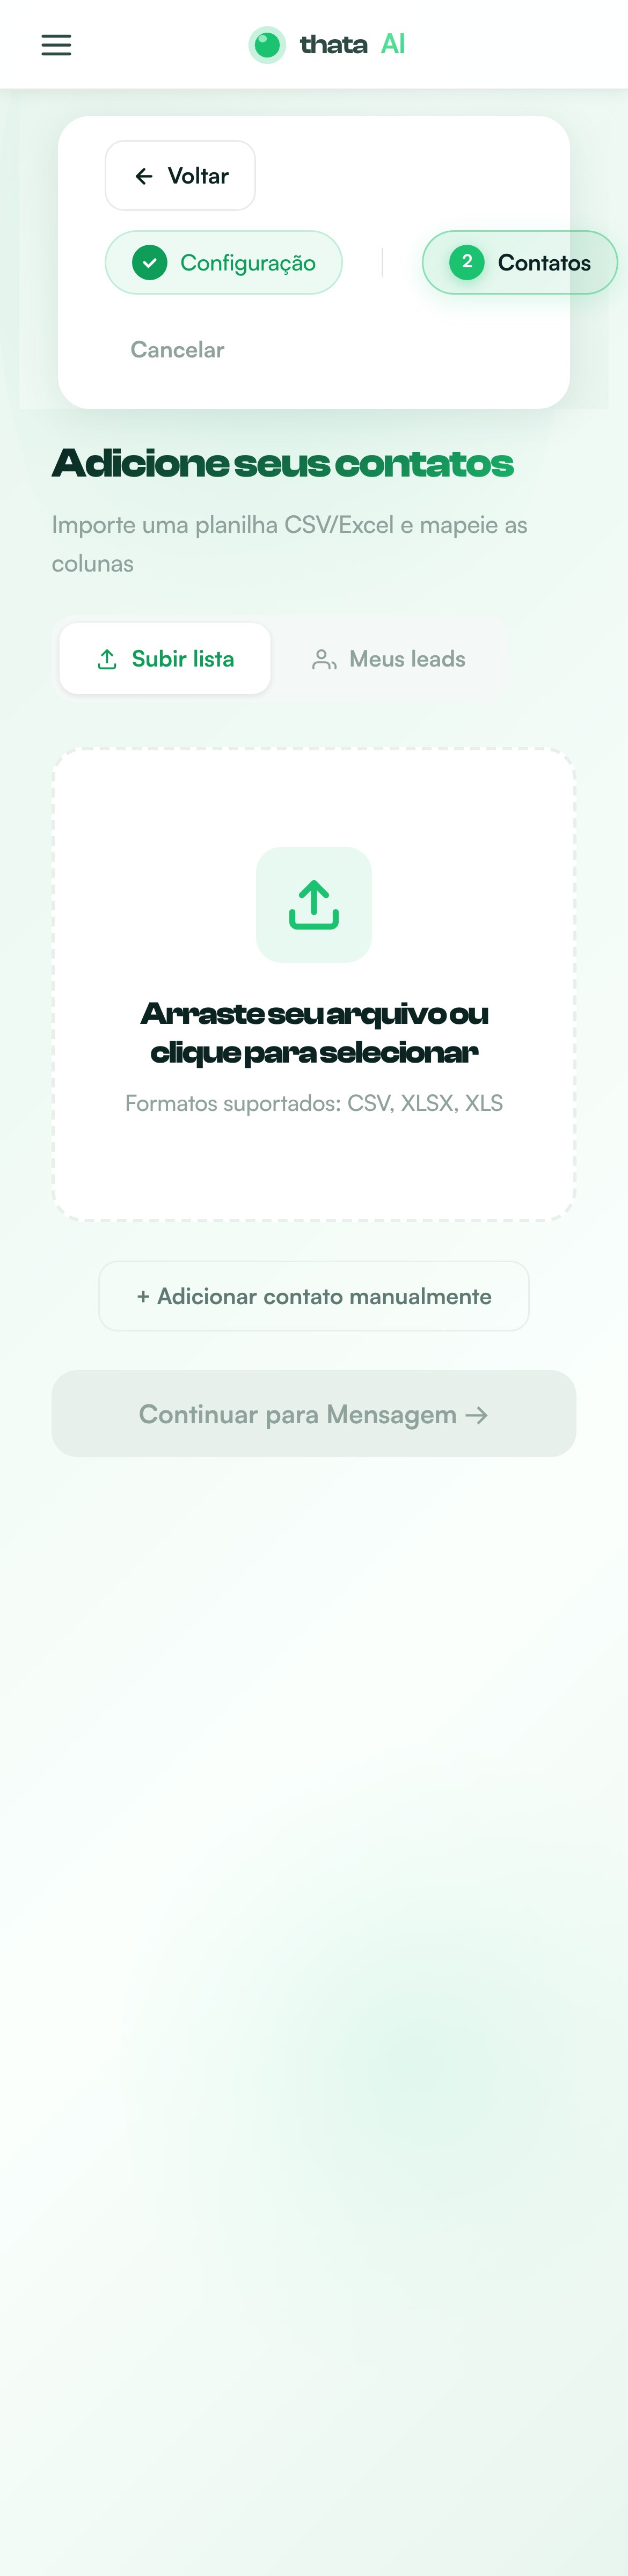 thata AI
Voltar
Configuração
2 Contatos
Cancelar
Adicione seus contatos
Importe uma planilha CSV/Excel e mapeie as
colunas
Subir lista
Meus leads
Arraste seu arquivo ou
clique para selecionar
Formatos suportados: CSV, XLSX, XLS
+ Adicionar contato manualmente
Continuar para Mensagem →